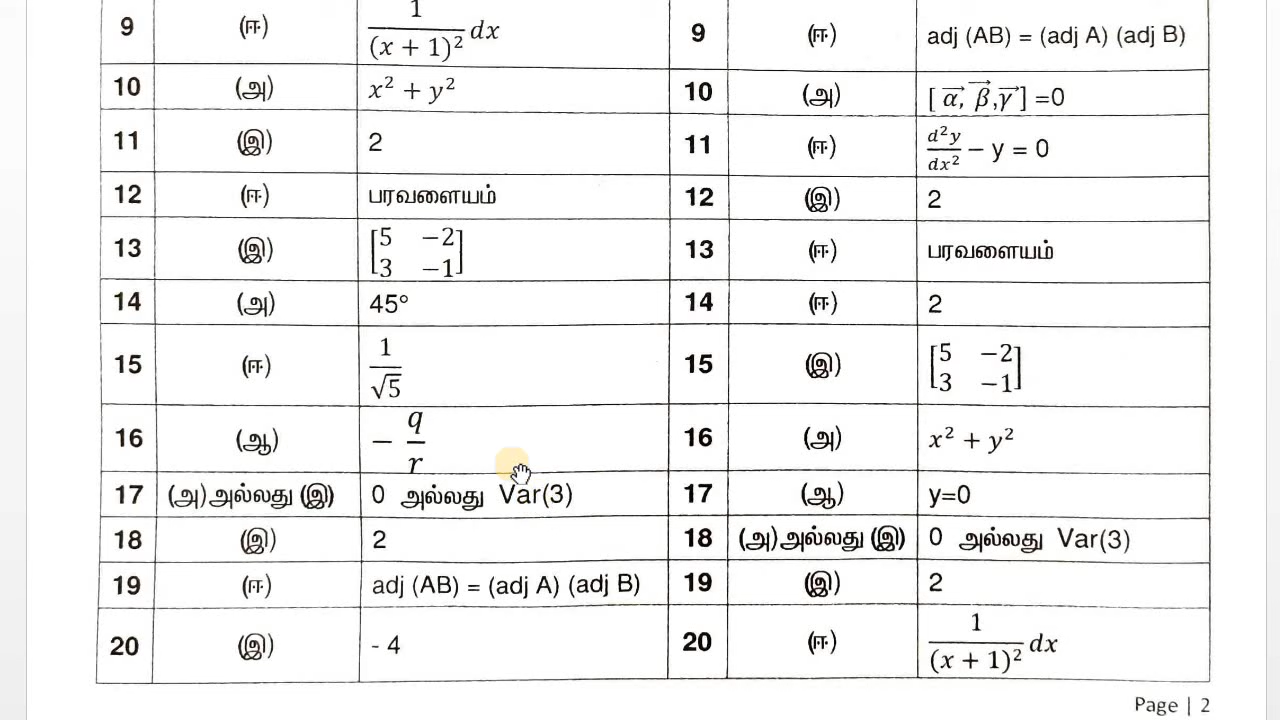 9 (ஈ) 1/(x + 1)² dx 9 (ஈ) adj (AB) = (adj A) (adj B)
10 (அ) x² + y² 10 (அ) [ α⃗, β⃗,γ⃗ ] =0
11 (இ) 2 11 (ஈ) d²y/dx² – y = 0
12 (ஈ) பரவளையம் 12 (இ) 2
13 (இ) [5 −2 3 −1] 13 (ஈ) பரவளையம்
14 (அ) 45° 14 (ஈ) 2
15 (ஈ) 1/√5 15 (இ) [5 −2 3 −1]
16 (ஆ) − q/r 16 (அ) x² + y²
17 (அ)அல்லது (இ) 0 அல்லது Var(3) 17 (ஆ) y=0
18 (இ) 2 18 (அ)அல்லது (இ) 0 அல்லது Var(3)
19 (ஈ) adj (AB) = (adj A) (adj B) 19 (இ) 2
20 (இ) - 4 20 (ஈ) 1/(x + 1)² dx
Page | 2